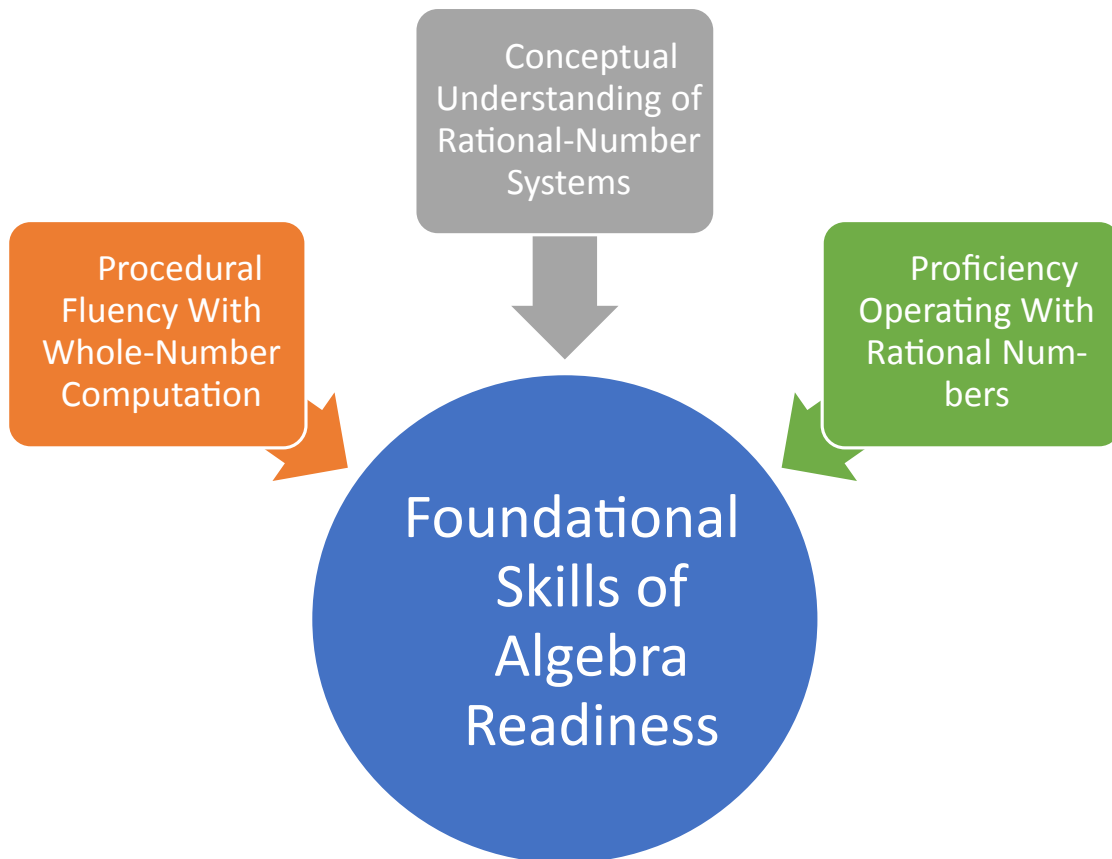 Conceptual
Understanding of
Rational-Number
Systems
Procedural
Fluency With
Whole-Number
Computation
Proficiency
Operating With
Rational Num-
bers
Foundational
Skills of
Algebra
Readiness